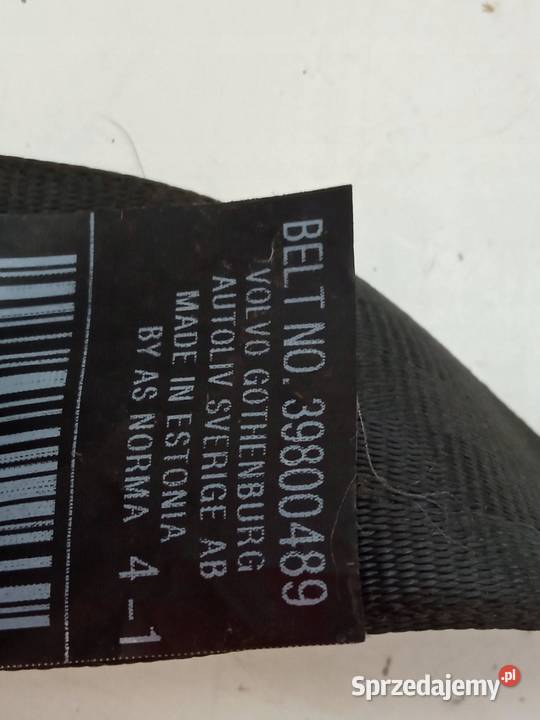 BELT NO. 39800489
VOLVO GOTHENBURG
AUTOLIV SVERIGE AB
MADE IN ESTONIA
BY AS NORMA 4-1
Sprzedajemy.pl